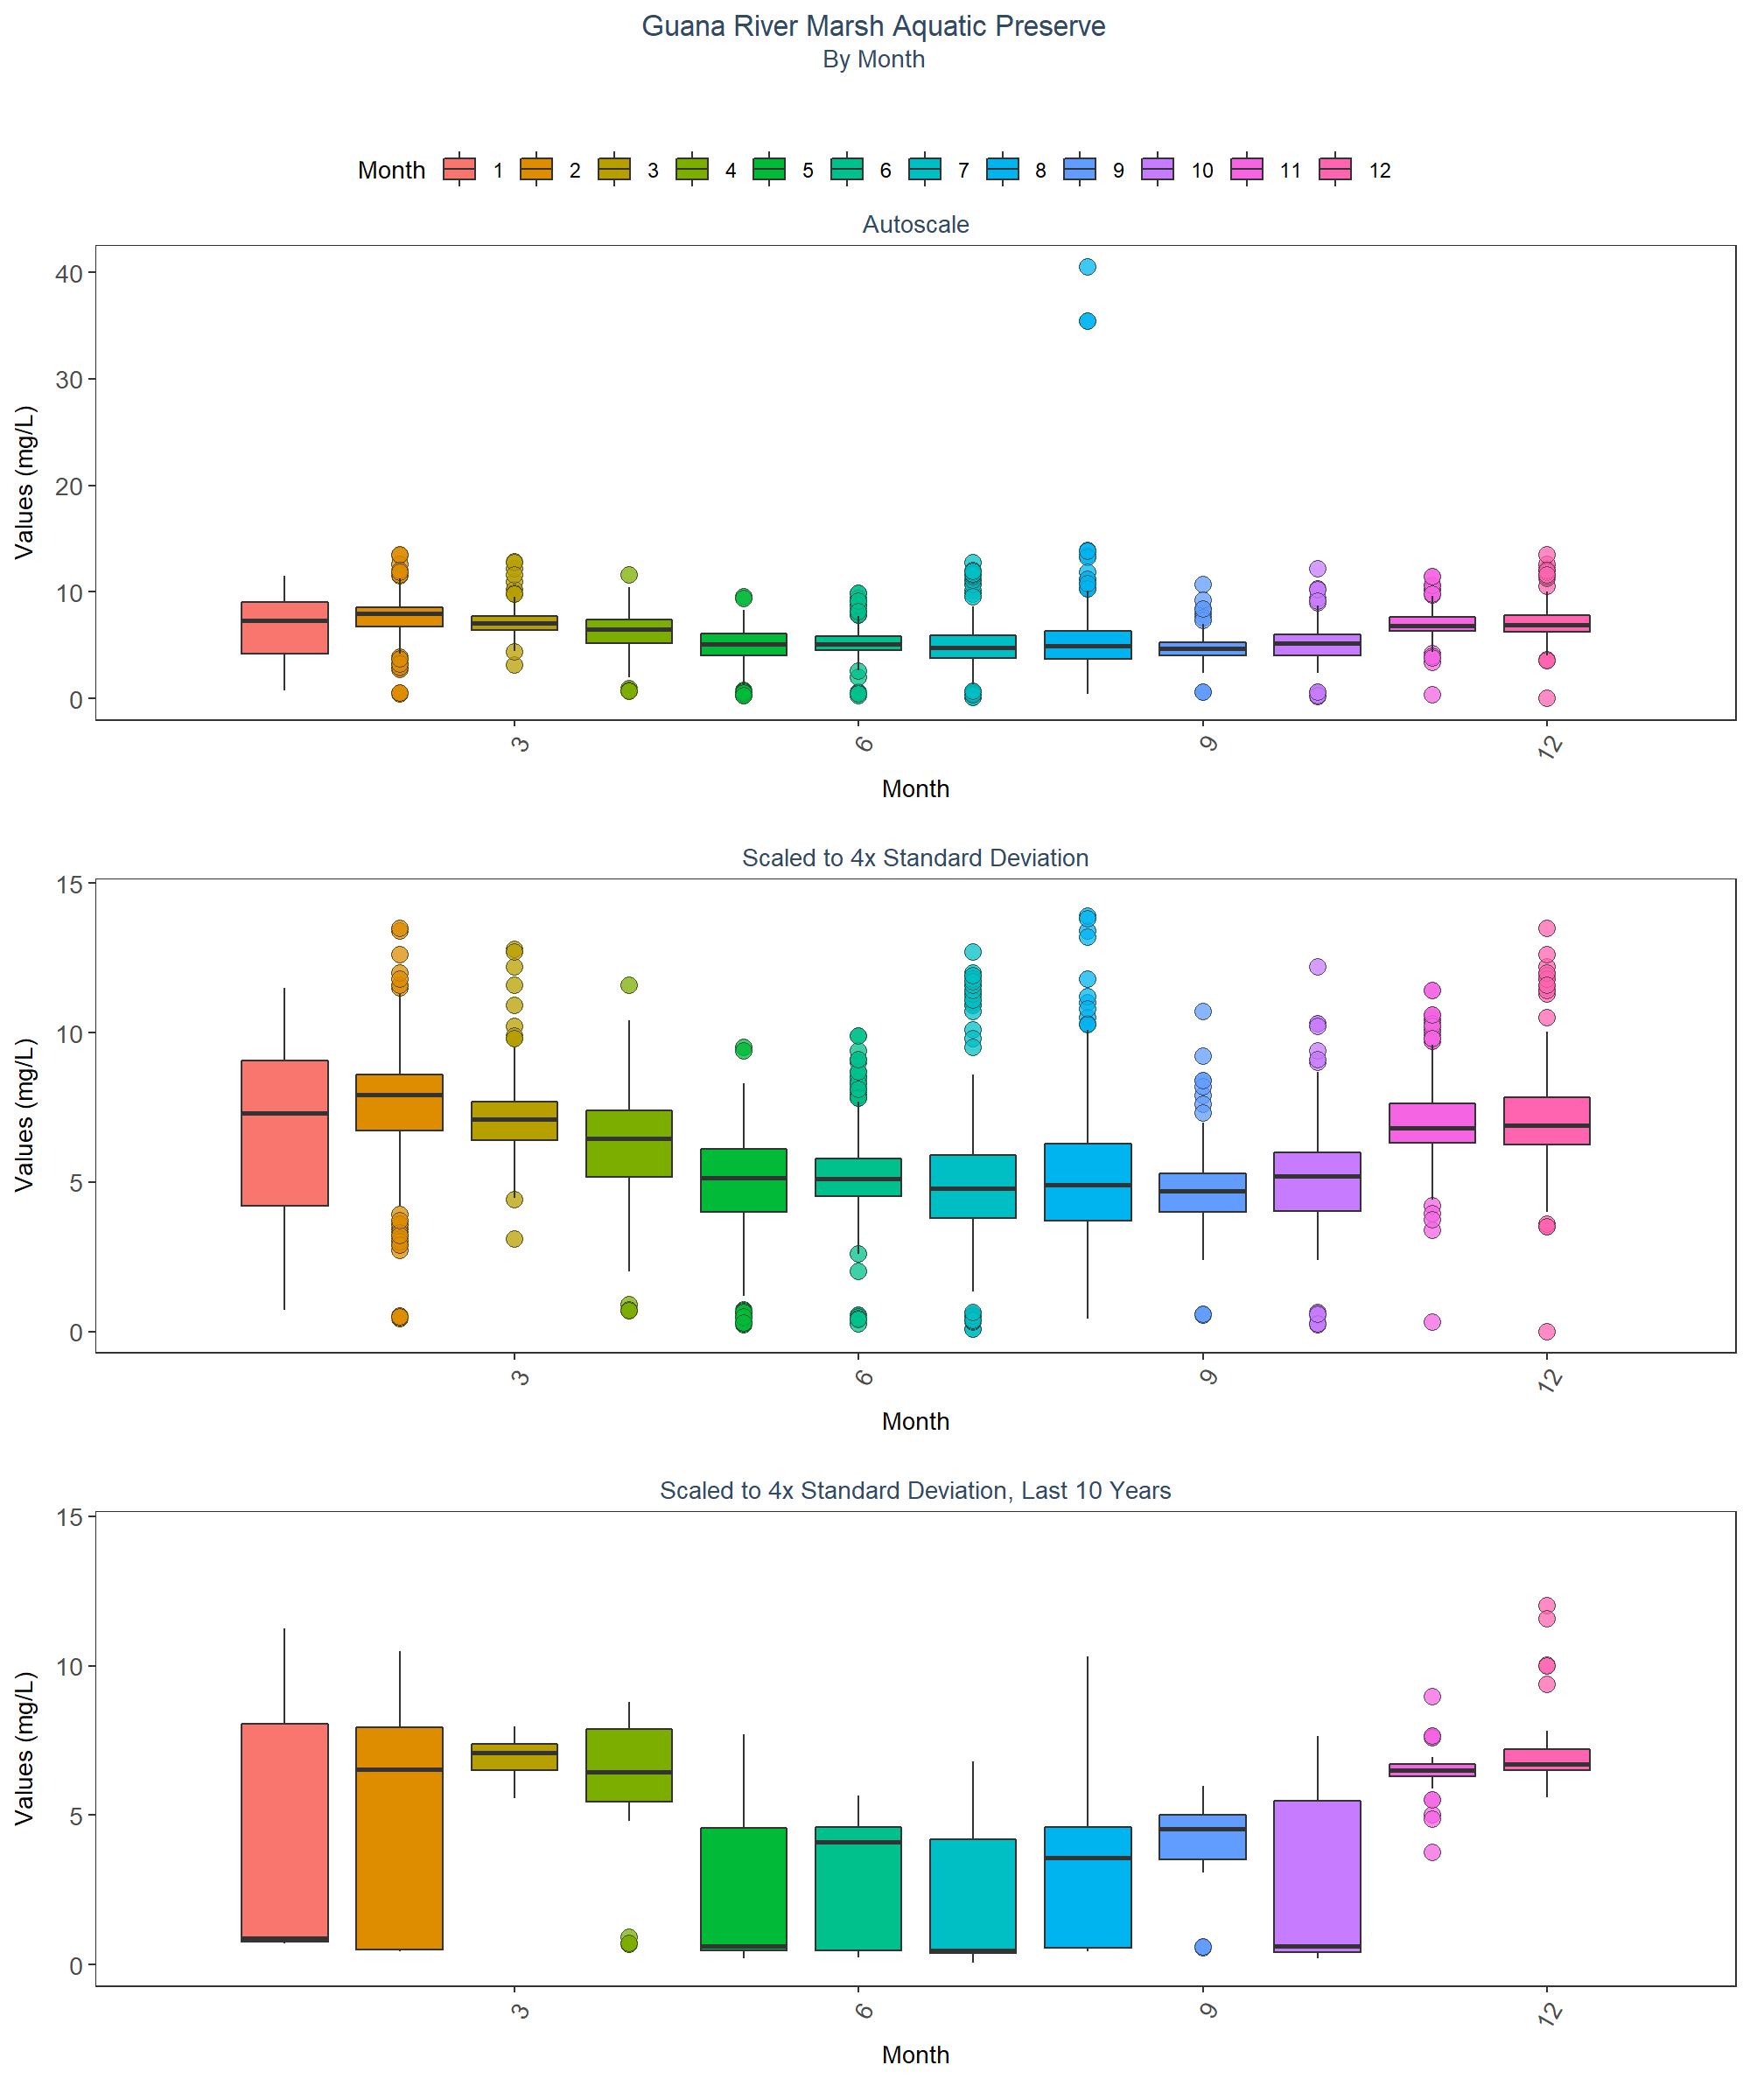 Guana River Marsh Aquatic Preserve
By Month
Month 1 2 3 4 5 6 7 8 9 10 11 12
Autoscale
40
30
20
10
0
Values (mg/L)
3 6 9 12
Month
Scaled to 4x Standard Deviation
15
10
5
0
Values (mg/L)
3 6 9 12
Month
Scaled to 4x Standard Deviation, Last 10 Years
15
10
5
0
Values (mg/L)
3 6 9 12
Month